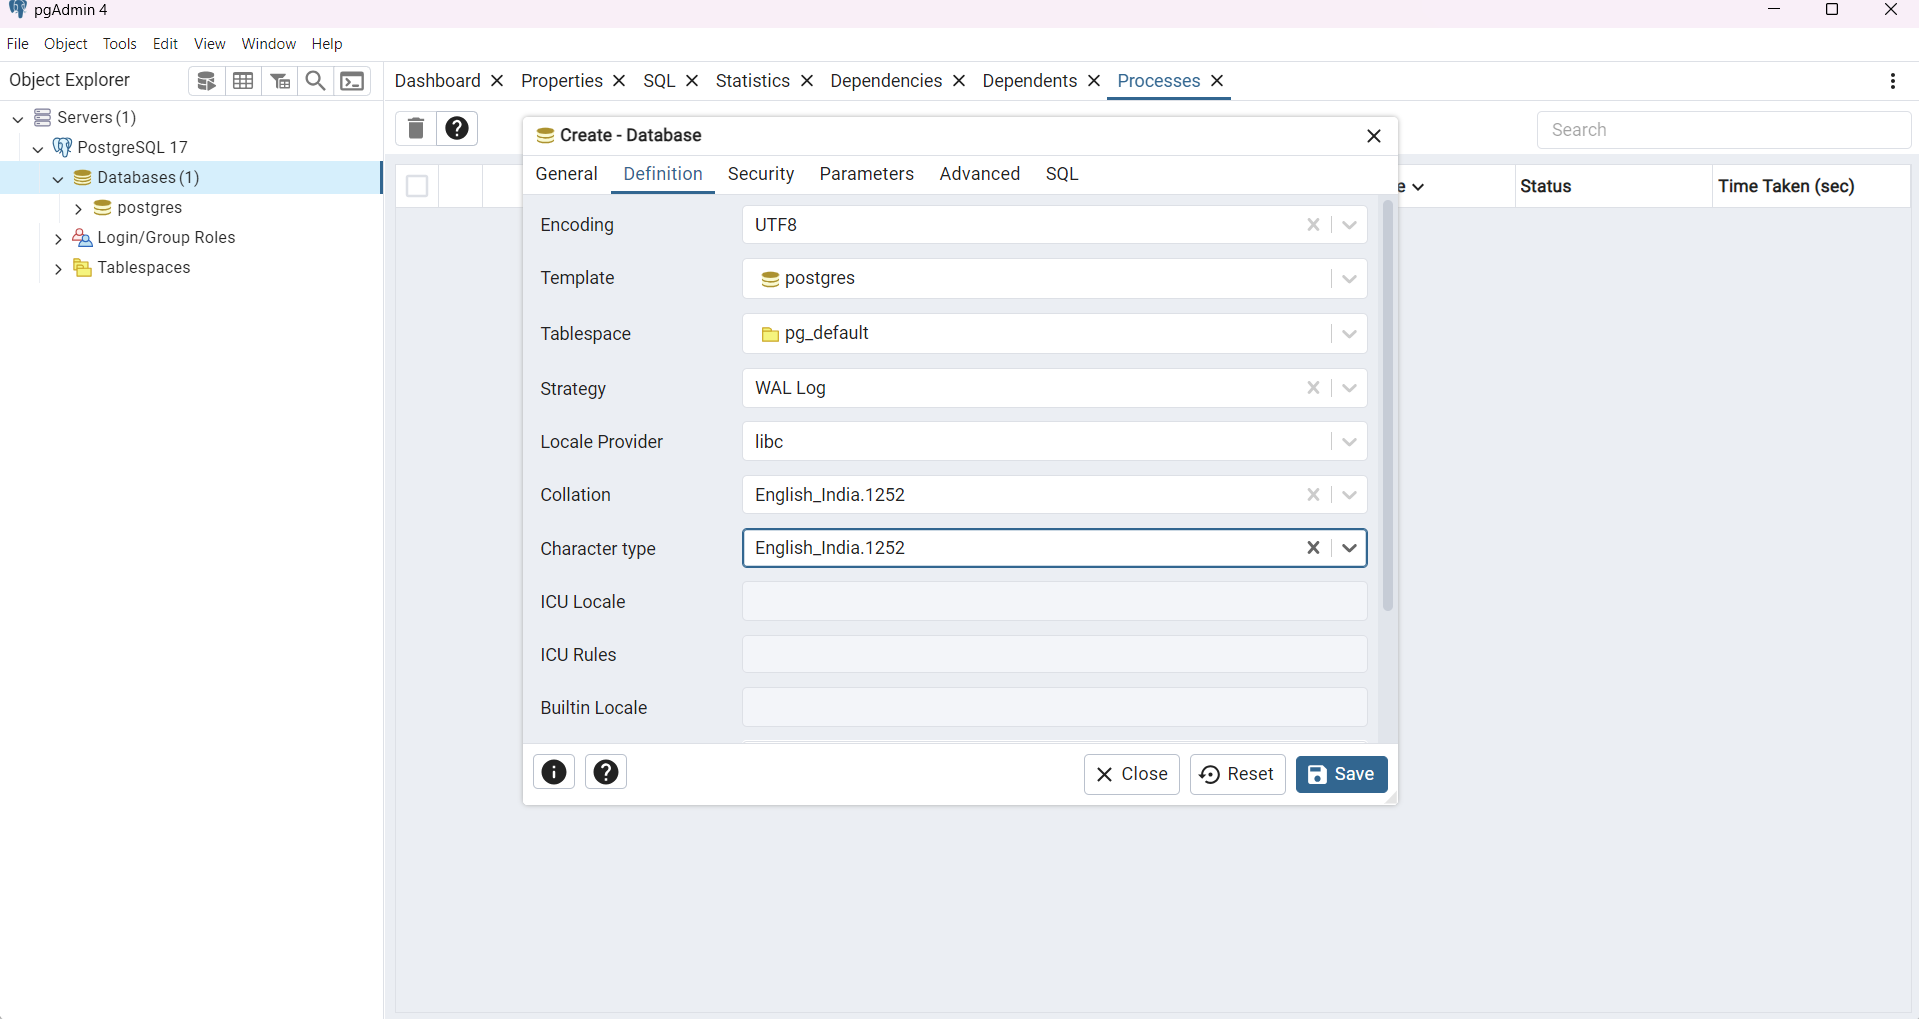 pgAdmin 4
File Object Tools Edit View Window Help
Object Explorer
Dashboard Properties SQL Statistics Dependencies Dependents Processes
Servers (1)
PostgreSQL 17
Databases (1)
postgres
Login/Group Roles
Tablespaces
Search
e Status Time Taken (sec)
Create - Database
General Definition Security Parameters Advanced SQL
Encoding UTF8
Template postgres
Tablespace pg_default
Strategy WAL Log
Locale Provider libc
Collation English_India.1252
Character type English_India.1252
ICU Locale
ICU Rules
Builtin Locale
Close Reset Save